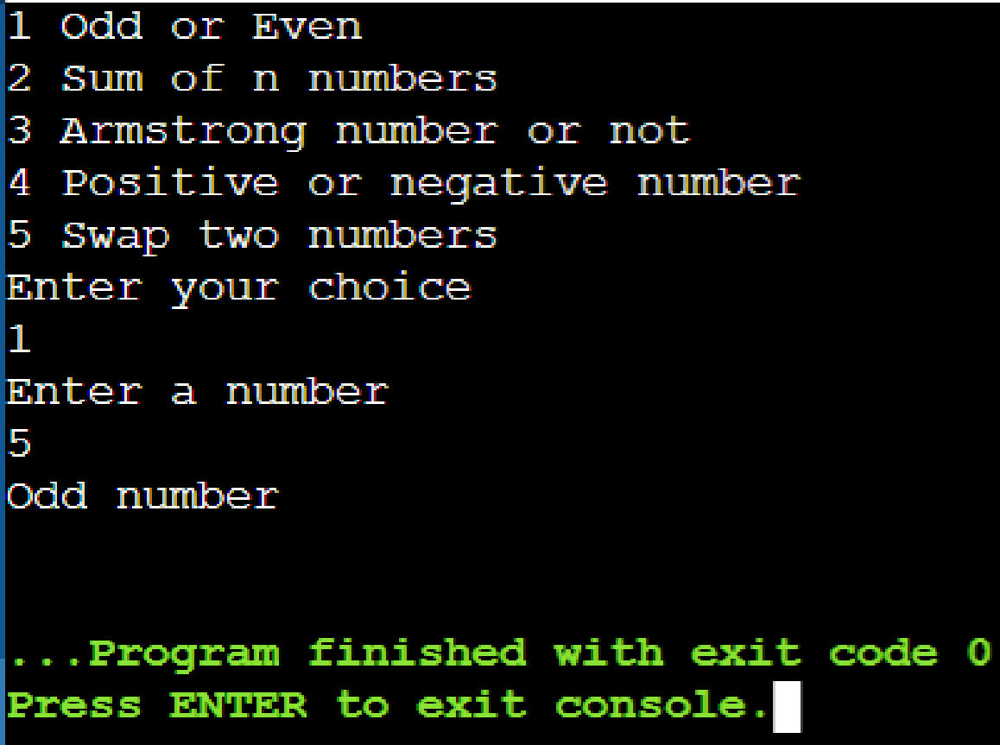 1 Odd or Even
2 Sum of n numbers
3 Armstrong number or not
4 Positive or negative number
5 Swap two numbers
Enter your choice
1
Enter a number
5
Odd number
...Program finished with exit code 0
Press ENTER to exit console.